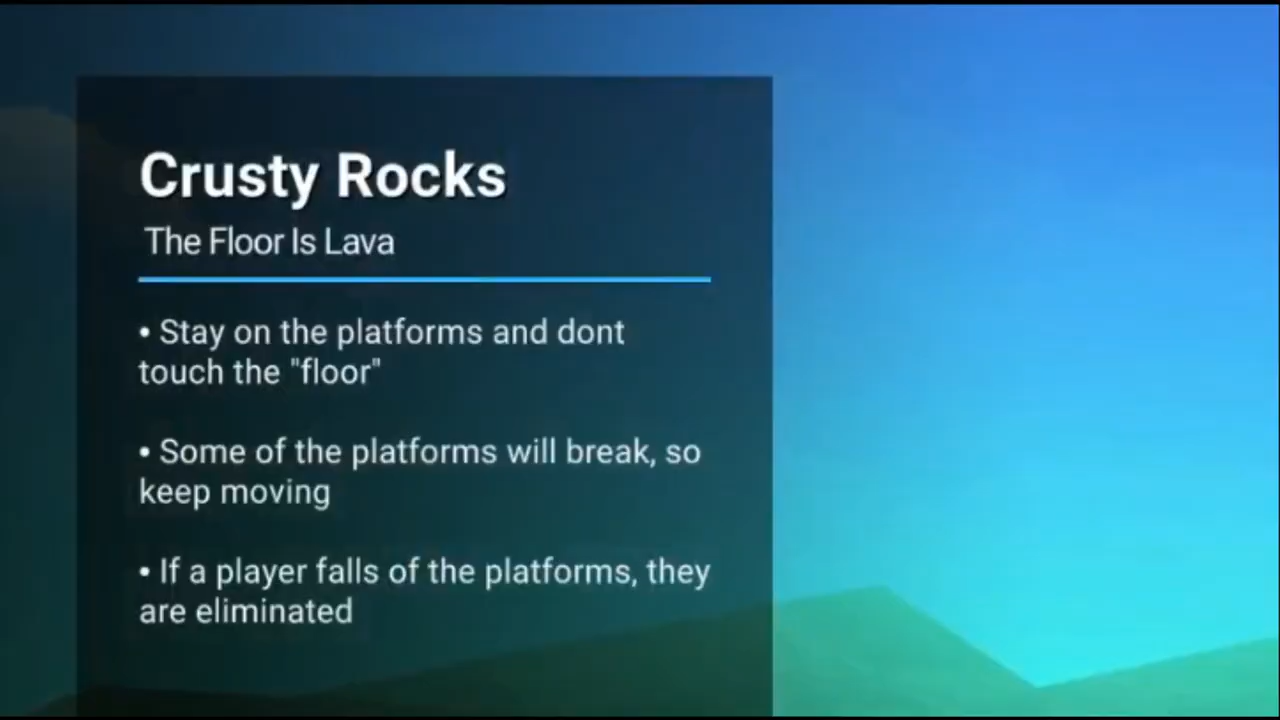 Crusty Rocks
The Floor Is Lava
• Stay on the platforms and dont
touch the "floor"
• Some of the platforms will break, so
keep moving
• If a player falls of the platforms, they
are eliminated